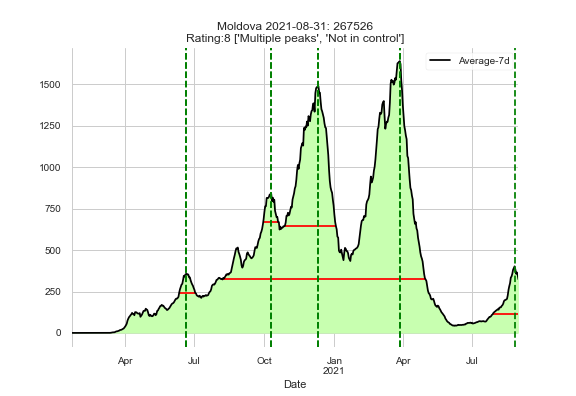 Moldova 2021-08-31: 267526
Rating:8 ['Multiple peaks', 'Not in control']
Average-7d
1500
1250
1000
750
500
250
0
Apr
Jul
Oct
Jan
2021
Apr
Jul
Date